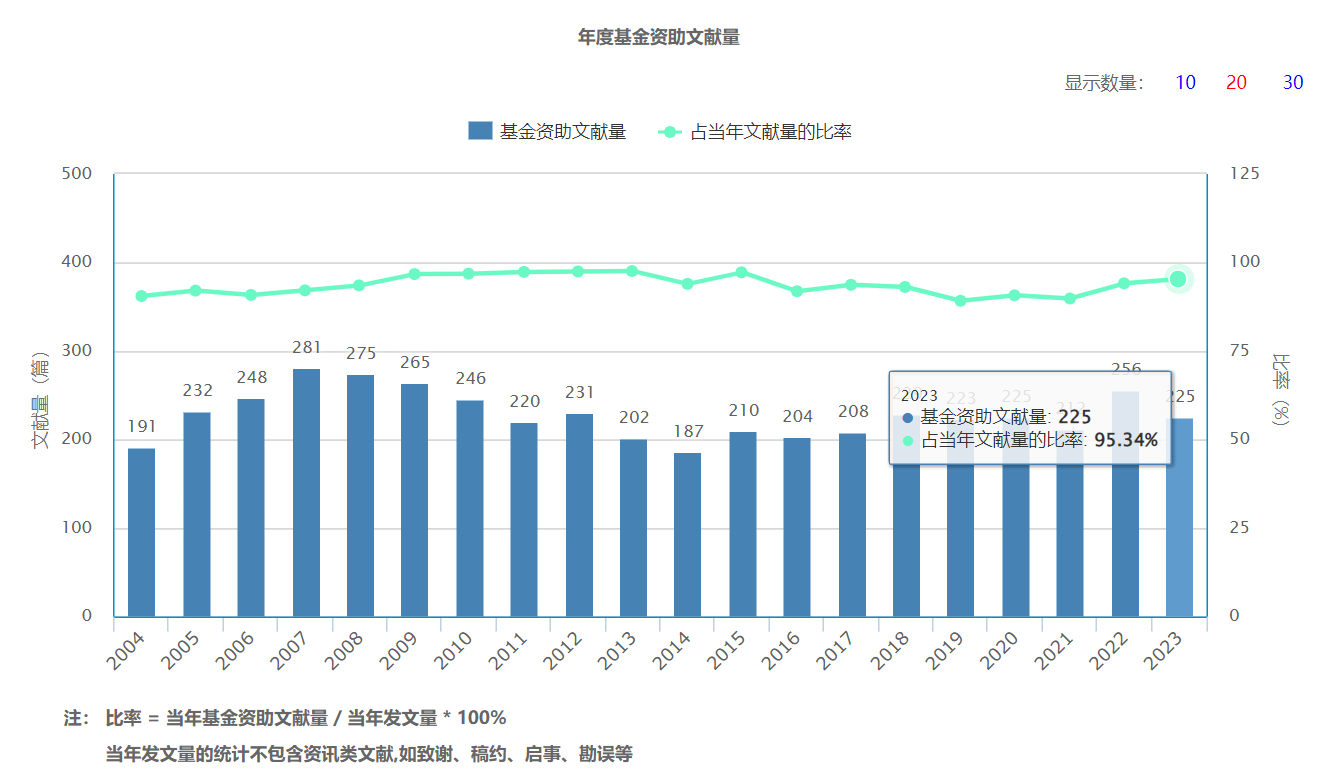 年度基金资助文献量
显示数量： 10 20 30
基金资助文献量 占当年文献量的比率
500 125
400 100
300 75
200 50
100 25
0 0
文献量（篇）
比率（%）
191 232 248 281 275 265 246 220 231 202 187 210 204 208 223 225 212 256 225
2023
基金资助文献量: 225
占当年文献量的比率: 95.34%
2004 2005 2006 2007 2008 2009 2010 2011 2012 2013 2014 2015 2016 2017 2018 2019 2020 2021 2022 2023
注： 比率 = 当年基金资助文献量 / 当年发文量 * 100%
当年发文量的统计不包含资讯类文献,如致谢、稿约、启事、勘误等